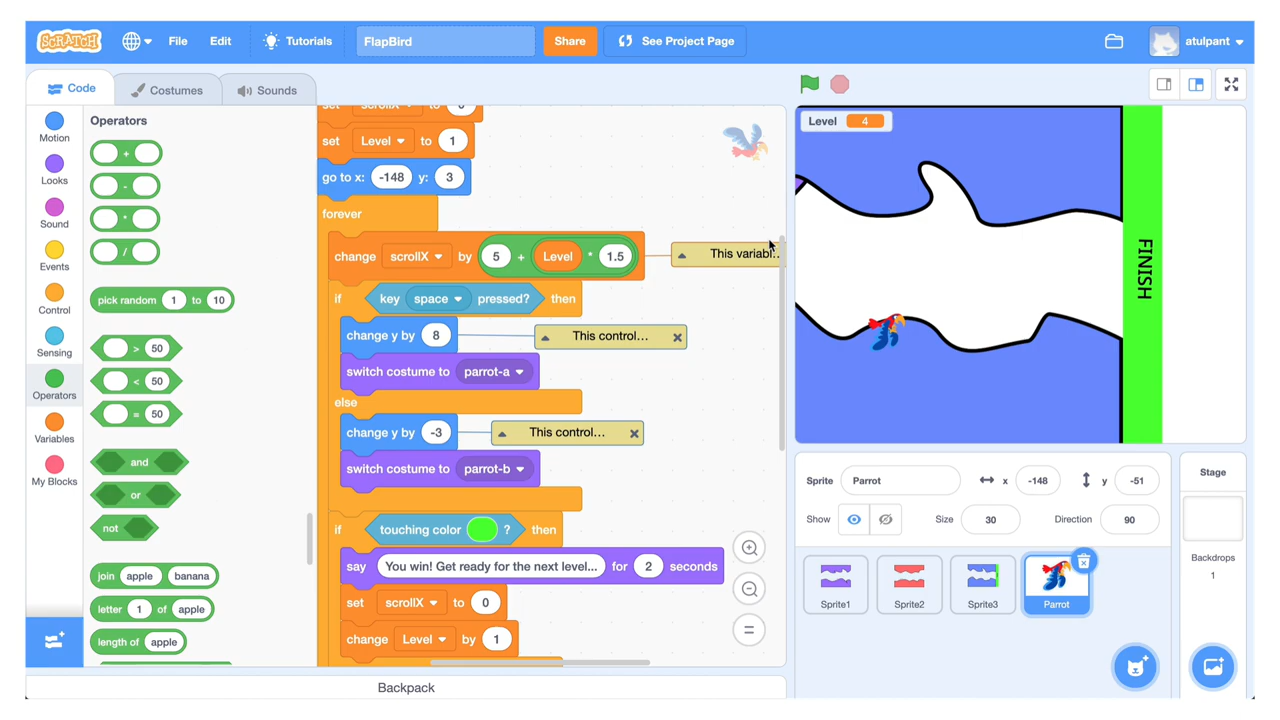 SCRATCH File Edit Tutorials FlapBird Share See Project Page atulpant
Code Costumes Sounds
Motion
Looks
Sound
Events
Control
Sensing
Operators
Variables
My Blocks
Operators
+
-
*
/
pick random 1 to 10
> 50
< 50
= 50
and
or
not
join apple banana
letter 1 of apple
length of apple
set scrollX to 0
set Level to 1
go to x: -148 y: 3
forever
change scrollX by 5 + Level * 1.5
This variabl...
if key space pressed? then
change y by 8
This control...
switch costume to parrot-a
else
change y by -3
This control...
switch costume to parrot-b
if touching color ? then
say You win! Get ready for the next level... for 2 seconds
set scrollX to 0
change Level by 1
Backpack
Level 4
FINISH
Sprite Parrot x -148 y -51
Show Size 30 Direction 90
Sprite1 Sprite2 Sprite3 Parrot
Stage
Backdrops
1